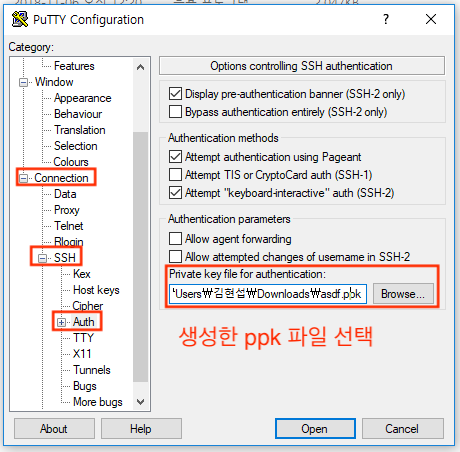 PuTTY Configuration
Category:
Features
Window
Appearance
Behaviour
Translation
Selection
Colours
Connection
Data
Proxy
Telnet
Rlogin
SSH
Kex
Host keys
Cipher
Auth
TTY
X11
Tunnels
Bugs
More bugs
Options controlling SSH authentication
Display pre-authentication banner (SSH-2 only)
Bypass authentication entirely (SSH-2 only)
Authentication methods
Attempt authentication using Pageant
Attempt TIS or CryptoCard auth (SSH-1)
Attempt "keyboard-interactive" auth (SSH-2)
Authentication parameters
Allow agent forwarding
Allow attempted changes of username in SSH-2
Private key file for authentication:
Users₩김현섭₩Downloads₩asdf.ppk
Browse...
생성한 ppk 파일 선택
About
Help
Open
Cancel